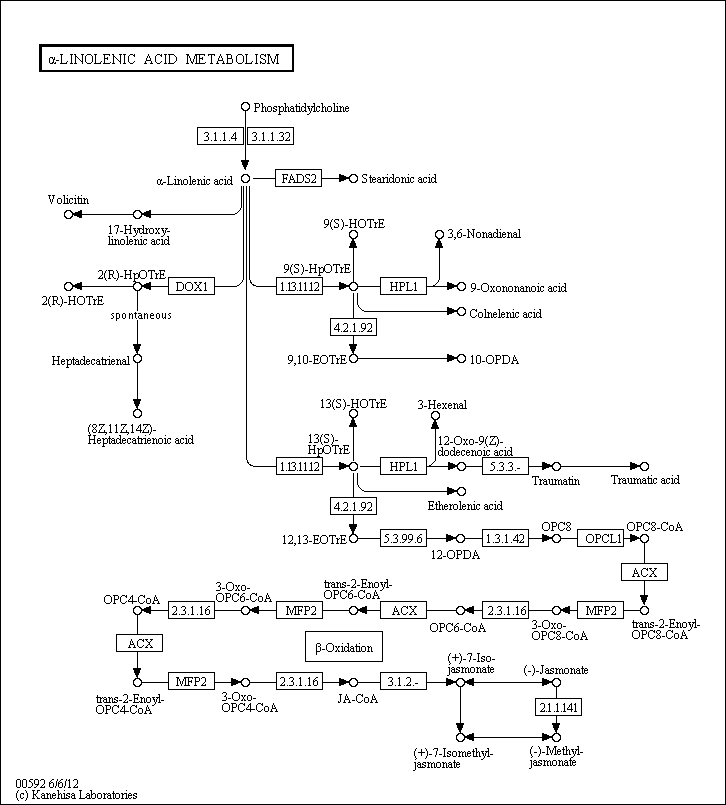 α-LINOLENIC ACID METABOLISM
Phosphatidylcholine
3.1.1.4
3.1.1.32
α-Linolenic acid
FADS2
Stearidonic acid
Volicitin
17-Hydroxy-
linolenic acid
9(S)-HOTrE
3,6-Nonadienal
2(R)-HpOTrE
9(S)-HpOTrE
2(R)-HOTrE
DOX1
1.13.11.12
HPL1
9-Oxononanoic acid
spontaneous
Colnelenic acid
4.2.1.92
Heptadecatrienal
9,10-EOTrE
10-OPDA
(8Z,11Z,14Z)-
Heptadecatrienoic acid
13(S)-HOTrE
3-Hexenal
13(S)-
HpOTrE
12-Oxo-9(Z)-
dodecenoic acid
1.13.11.12
HPL1
5.3.3.-
Traumatin
Traumatic acid
4.2.1.92
Etherolenic acid
12,13-EOTrE
5.3.99.6
12-OPDA
1.3.1.42
OPC8
OPCL1
OPC8-CoA
ACX
OPC4-CoA
2.3.1.16
3-Oxo-
OPC6-CoA
MFP2
trans-2-Enoyl-
OPC6-CoA
ACX
OPC6-CoA
2.3.1.16
3-Oxo-
OPC8-CoA
MFP2
trans-2-Enoyl-
OPC8-CoA
ACX
β-Oxidation
trans-2-Enoyl-
OPC4-CoA
MFP2
3-Oxo-
OPC4-CoA
2.3.1.16
JA-CoA
3.1.2.-
(+)-7-Iso-
jasmonate
(-)-Jasmonate
2.1.1.141
(+)-7-Isomethyl-
jasmonate
(-)-Methyl-
jasmonate
00592 6/6/12
(c) Kanehisa Laboratories